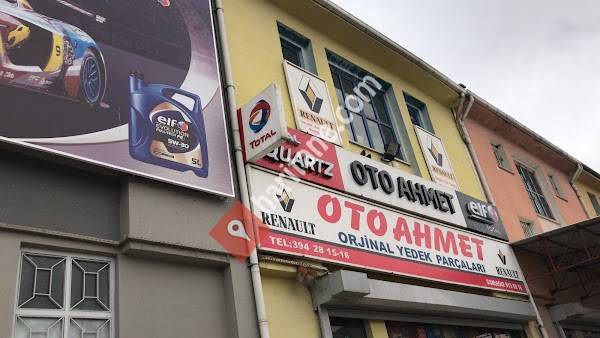 elf
EVOLUTION
5W-30
5L
TOTAL
QUARTZ
RENAULT
RENAULT
OTO AHMET
elf
RENAULT
OTO AHMET
RENAULT
TEL:394 28 15-16
ORJİNAL YEDEK PARÇALARI